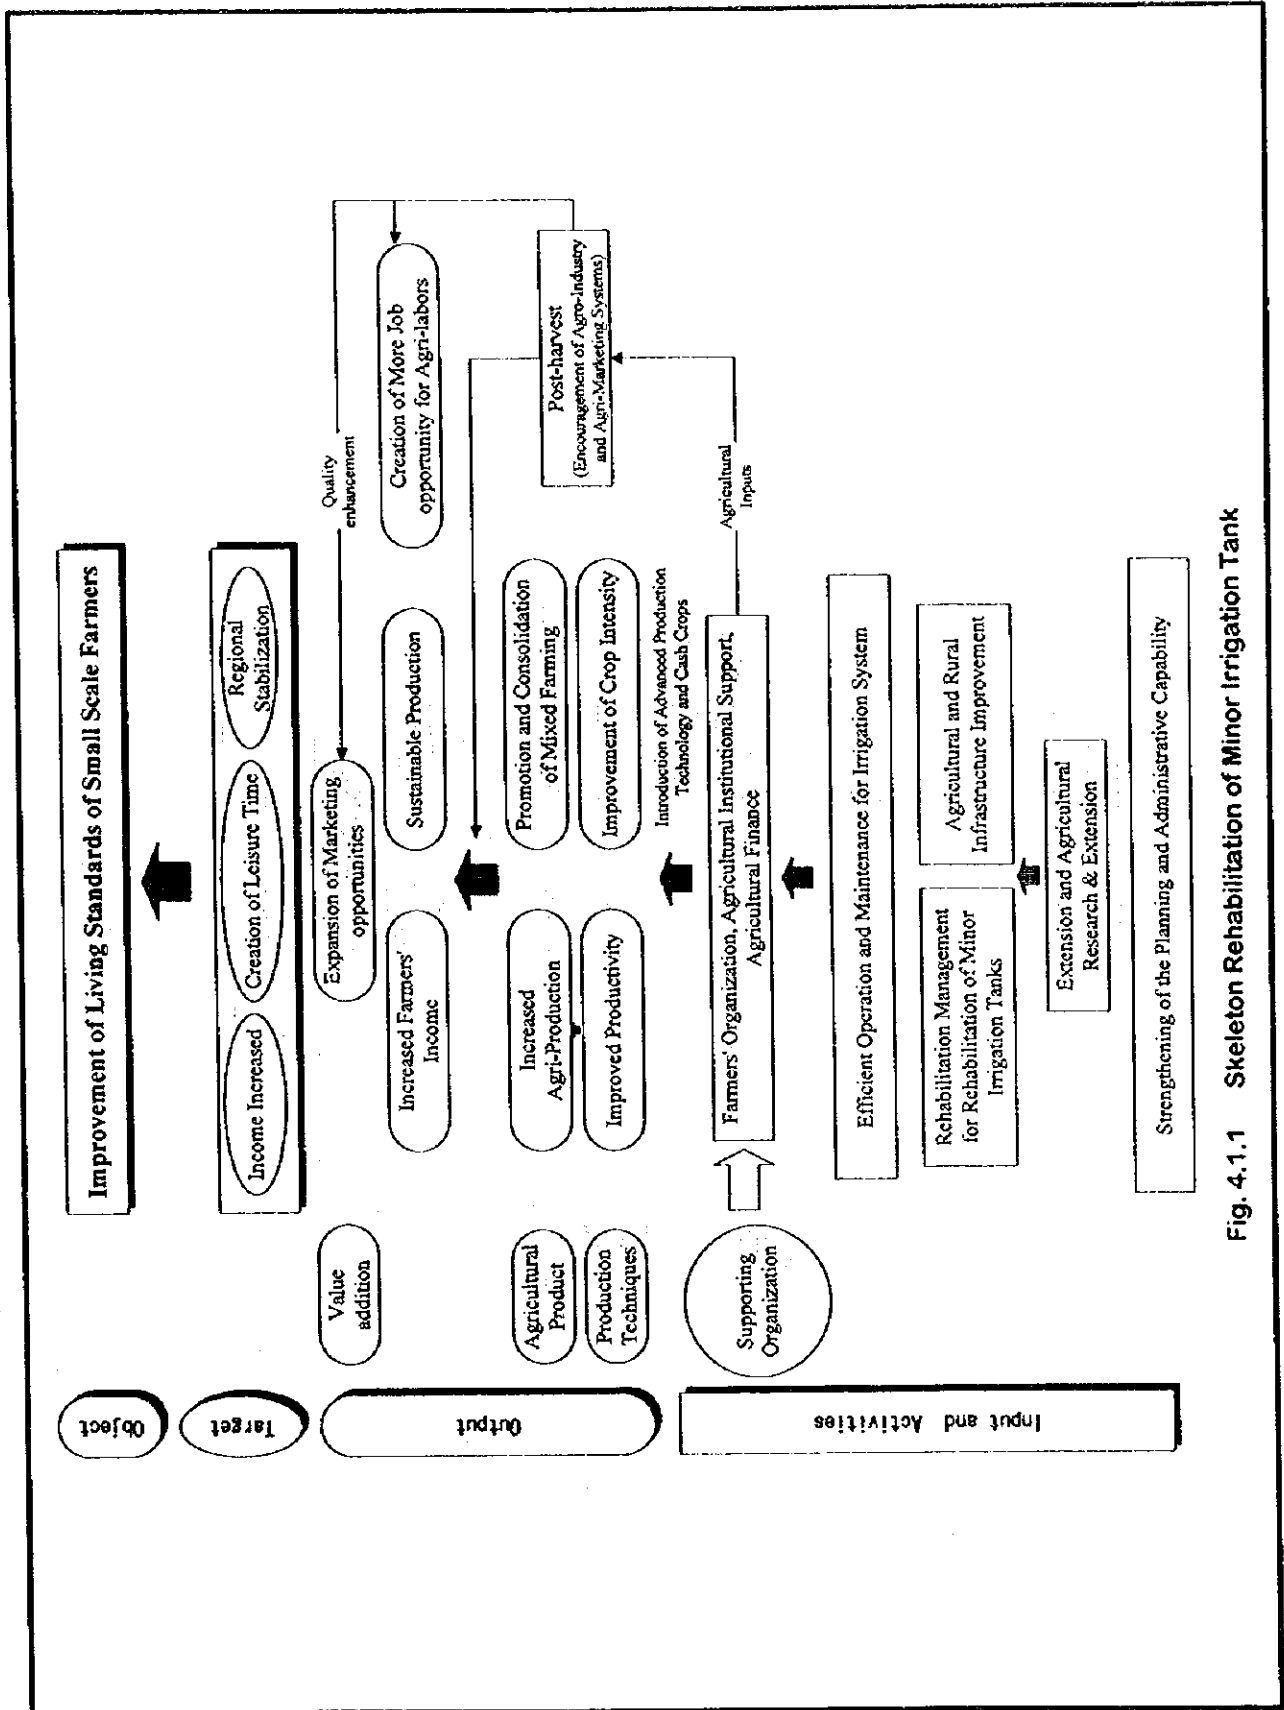 Object
Improvement of Living Standards of Small Scale Farmers
Target
Income Increased
Creation of Leisure Time
Regional
Stabilization
Output
Value
addition
Expansion of Marketing
opportunities
Quality
enhancement
Increased Farmers'
Income
Sustainable Production
Creation of More Job
opportunity for Agri-labors
Agricultural
Product
Increased
Agri-Production
Promotion and Consolidation
of Mixed Farming
Post-harvest
(Encouragement of Agro-Industry
and Agri-Marketing Systems)
Production
Techniques
Improved Productivity
Improvement of Crop Intensity
Introduction of Advanced Production
Technology and Cash Crops
Input and Activities
Supporting
Organization
Farmers' Organization, Agricultural Institutional Support,
Agricultural Finance
Agricultural
Inputs
Efficient Operation and Maintenance for Irrigation System
Rehabilitation Management
for Rehabilitation of Minor
Irrigation Tanks
Agricultural and Rural
Infrastructure Improvement
Extension and Agricultural
Research & Extension
Strengthening of the Planning and Administrative Capability
Fig. 4.1.1 Skeleton Rehabilitation of Minor Irrigation Tank